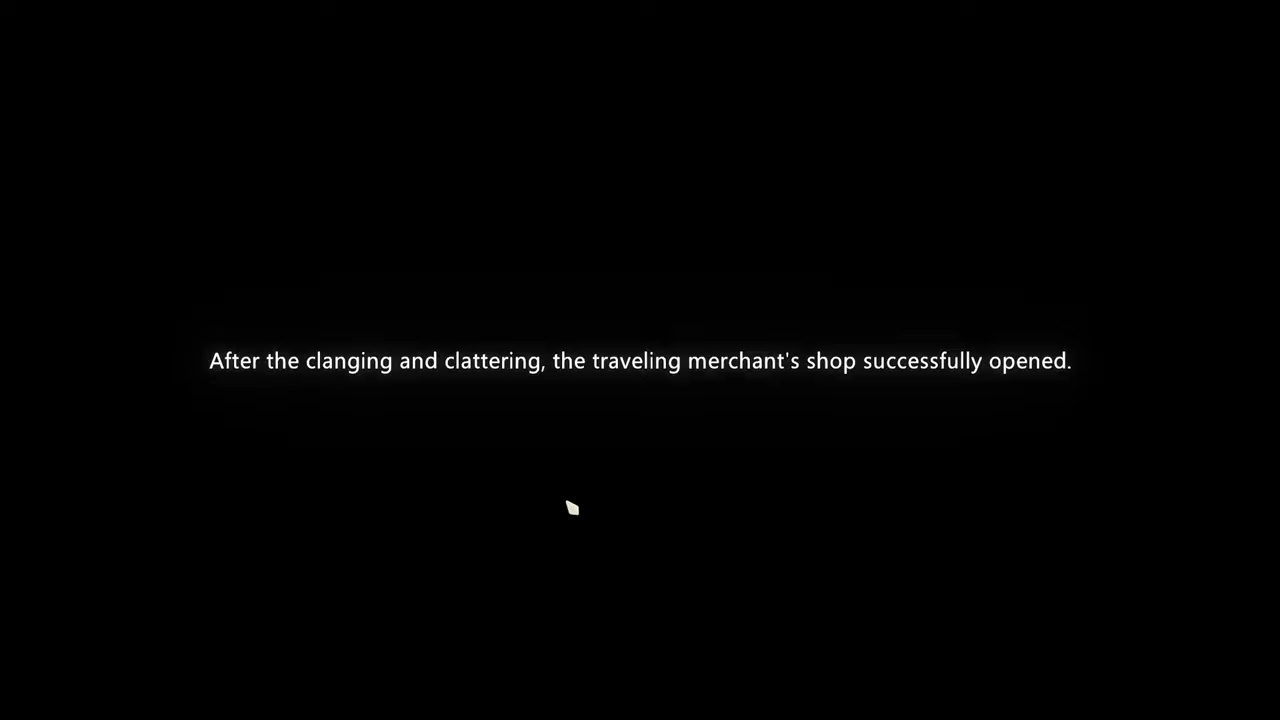 After the clanging and clattering, the traveling merchant's shop successfully opened.